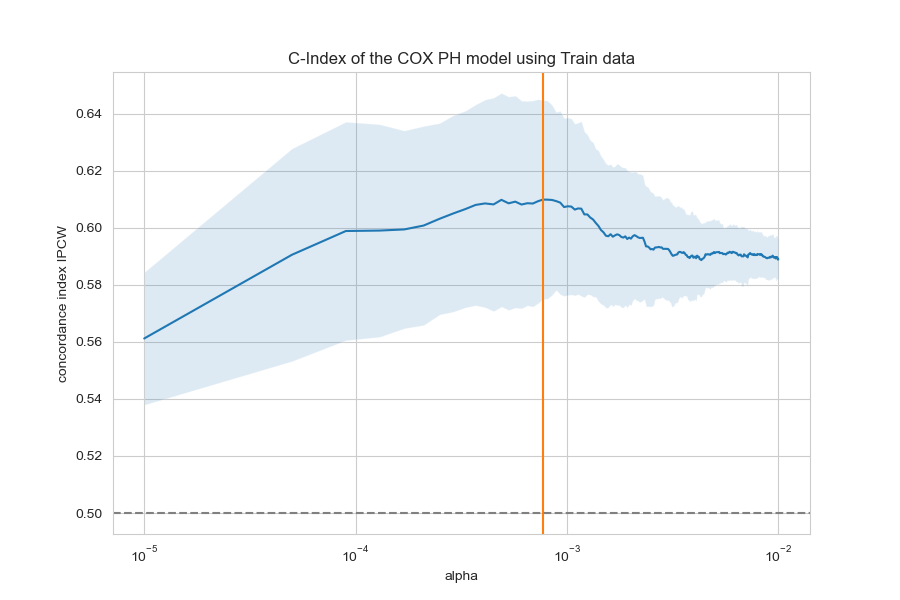 C-Index of the COX PH model using Train data
concordance index IPCW
0.64
0.62
0.60
0.58
0.56
0.54
0.52
0.50
10⁻⁵ 10⁻⁴ 10⁻³ 10⁻²
alpha